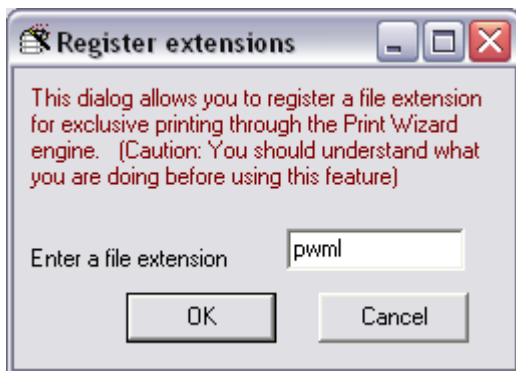 Register extensions
This dialog allows you to register a file extension
for exclusive printing through the Print Wizard
engine.   (Caution: You should understand what
you are doing before using this feature)
Enter a file extension pwml
OK Cancel